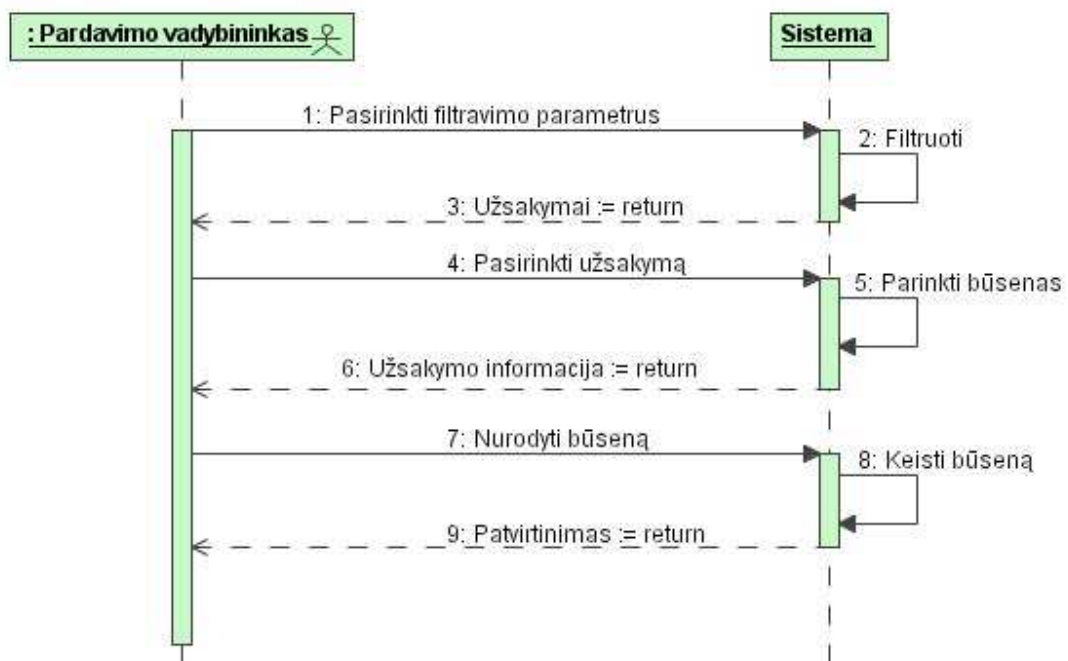 : Pardavimo vadybininkas
Sistema
1: Pasirinkti filtravimo parametrus
2: Filtruoti
3: Užsakymai := return
4: Pasirinkti užsakymą
5: Parinkti būsenas
6: Užsakymo informacija := return
7: Nurodyti būseną
8: Keisti būseną
9: Patvirtinimas := return